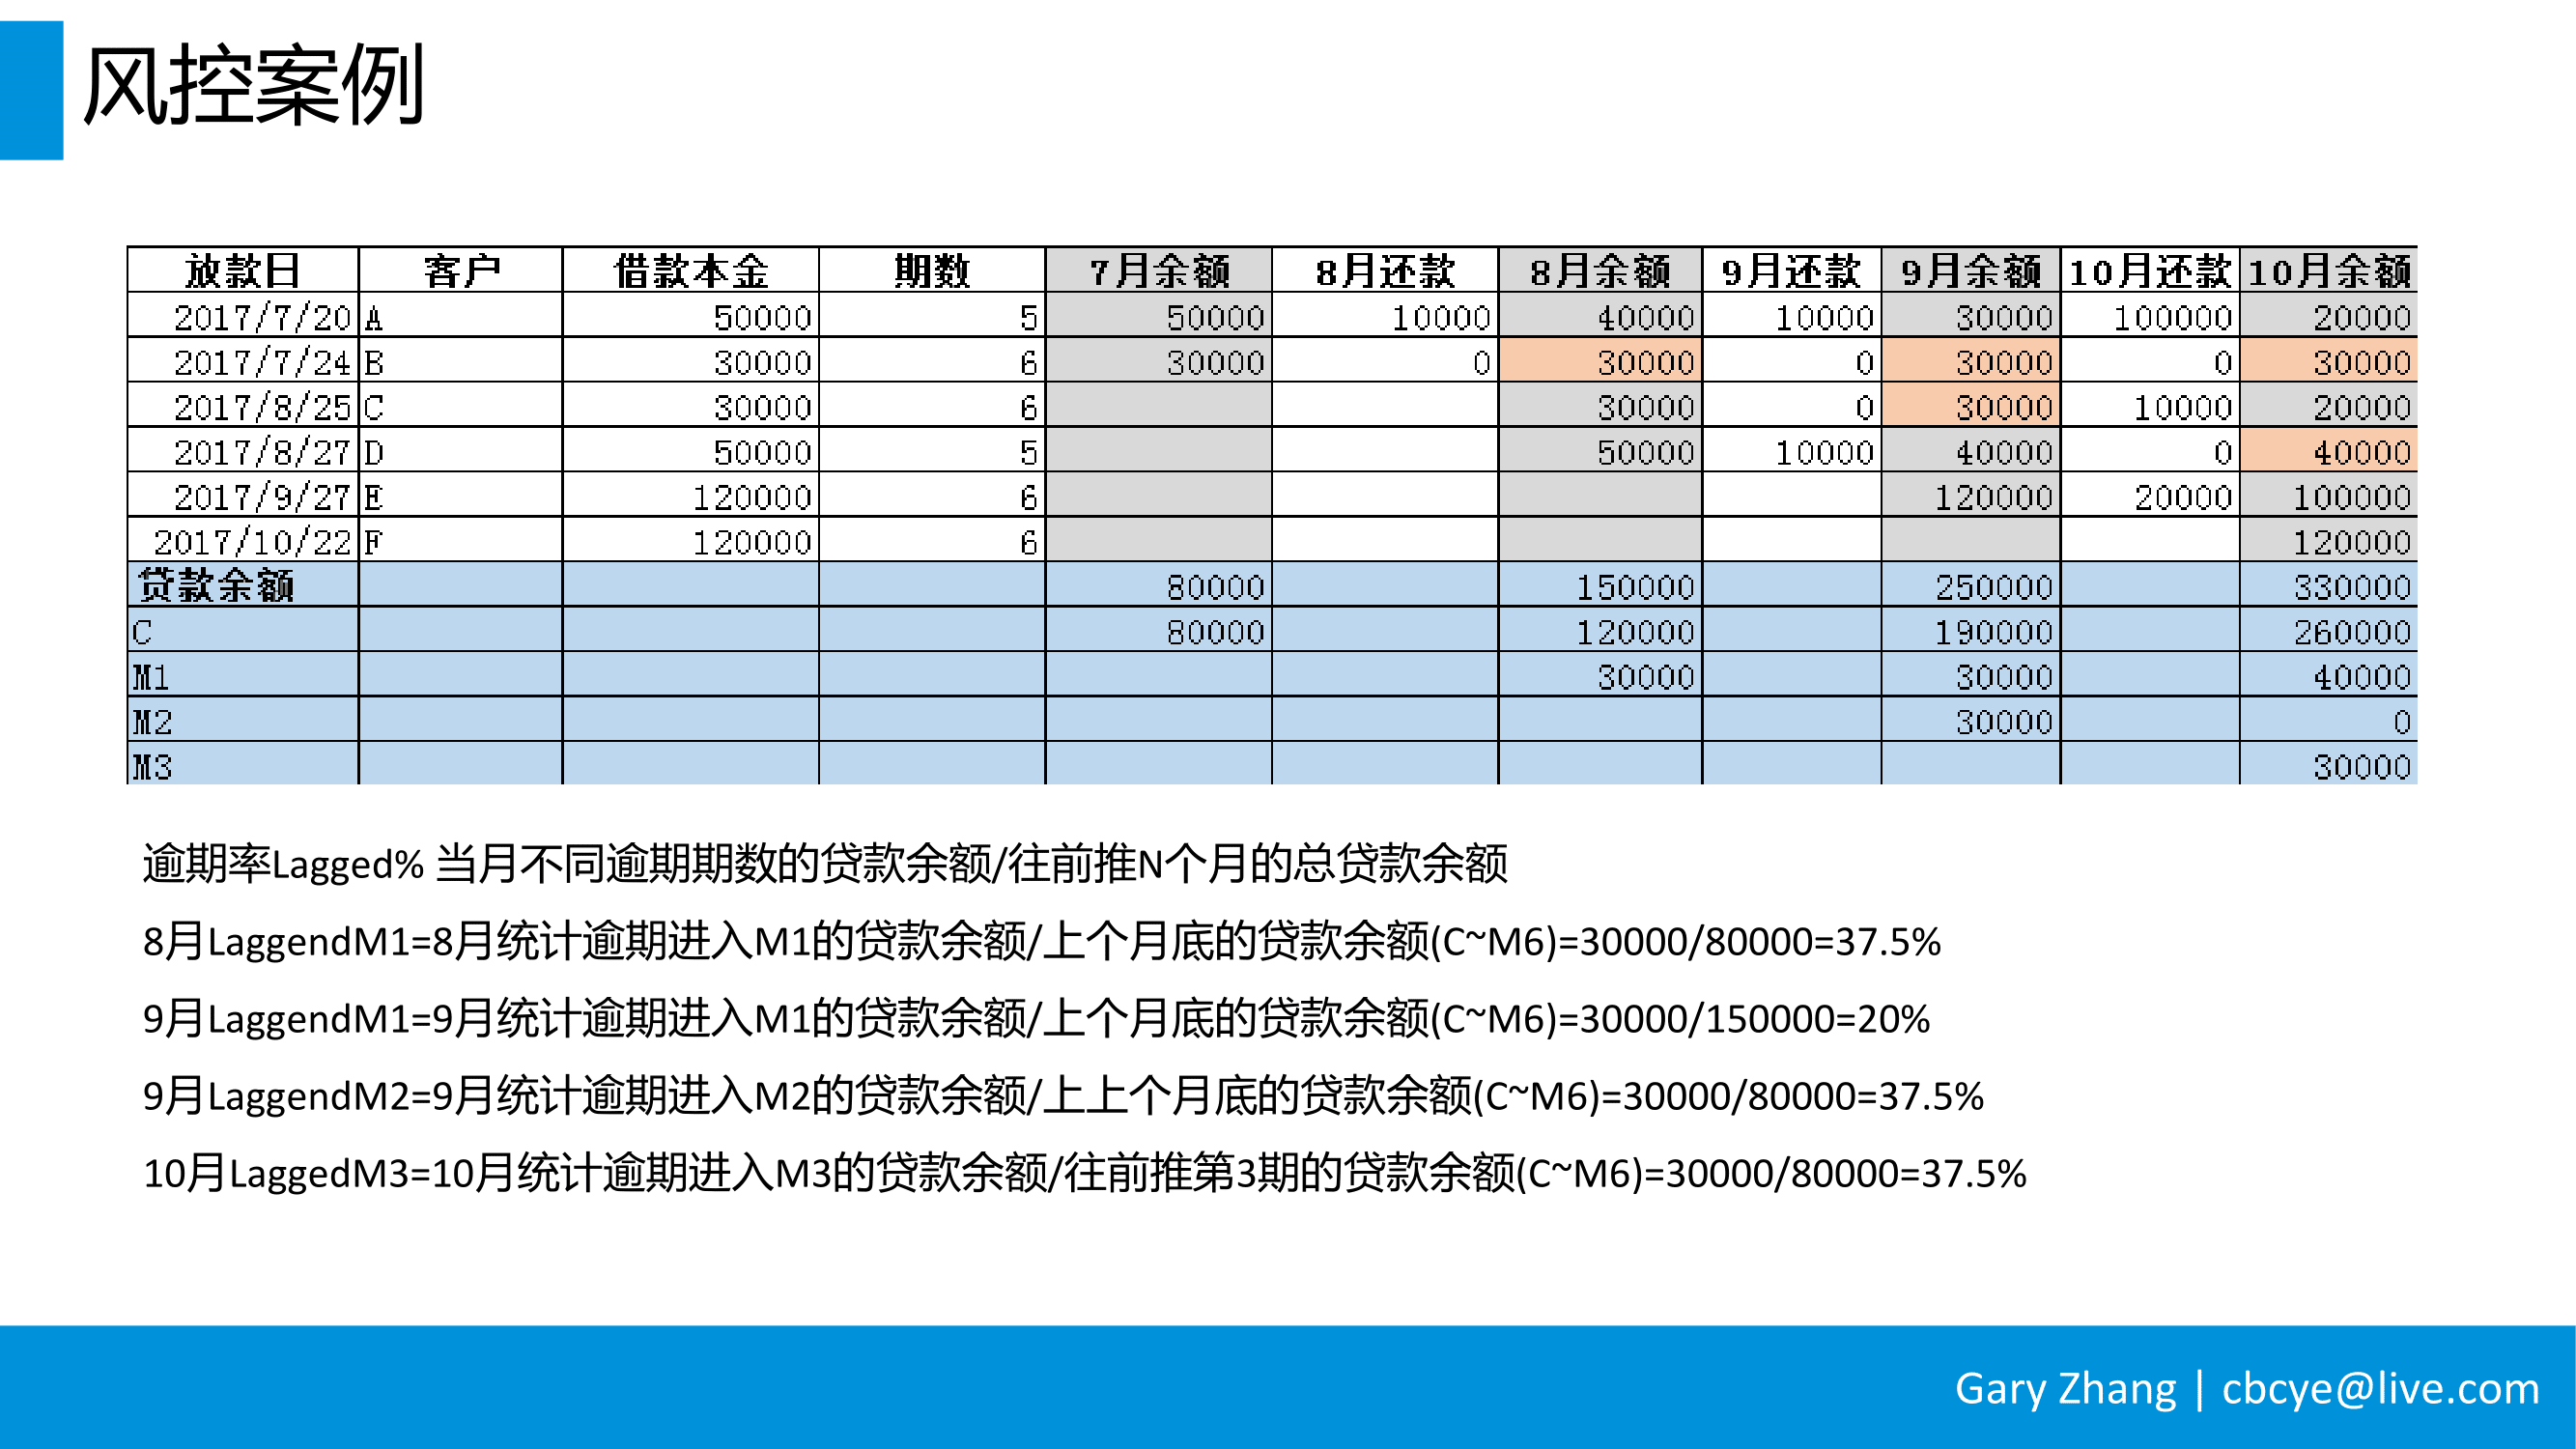 风控案例
放款日 客户 借款本金 期数 7月余额 8月还款 8月余额 9月还款 9月余额 10月还款 10月余额
2017/7/20 A 50000 5 50000 10000 40000 10000 30000 100000 20000
2017/7/24 B 30000 6 30000 0 30000 0 30000 0 30000
2017/8/25 C 30000 6 30000 0 30000 10000 20000
2017/8/27 D 50000 5 50000 10000 40000 0 40000
2017/9/27 E 120000 6 120000 20000 100000
2017/10/22 F 120000 6 120000
贷款余额 80000 150000 250000 330000
C 80000 120000 190000 260000
M1 30000 30000 40000
M2 30000 0
M3 30000
逾期率Lagged% 当月不同逾期期数的贷款余额/往前推N个月的总贷款余额
8月LaggendM1=8月统计逾期进入M1的贷款余额/上个月底的贷款余额(C~M6)=30000/80000=37.5%
9月LaggendM1=9月统计逾期进入M1的贷款余额/上个月底的贷款余额(C~M6)=30000/150000=20%
9月LaggendM2=9月统计逾期进入M2的贷款余额/上上个月底的贷款余额(C~M6)=30000/80000=37.5%
10月LaggedM3=10月统计逾期进入M3的贷款余额/往前推第3期的贷款余额(C~M6)=30000/80000=37.5%
Gary Zhang | cbcye@live.com